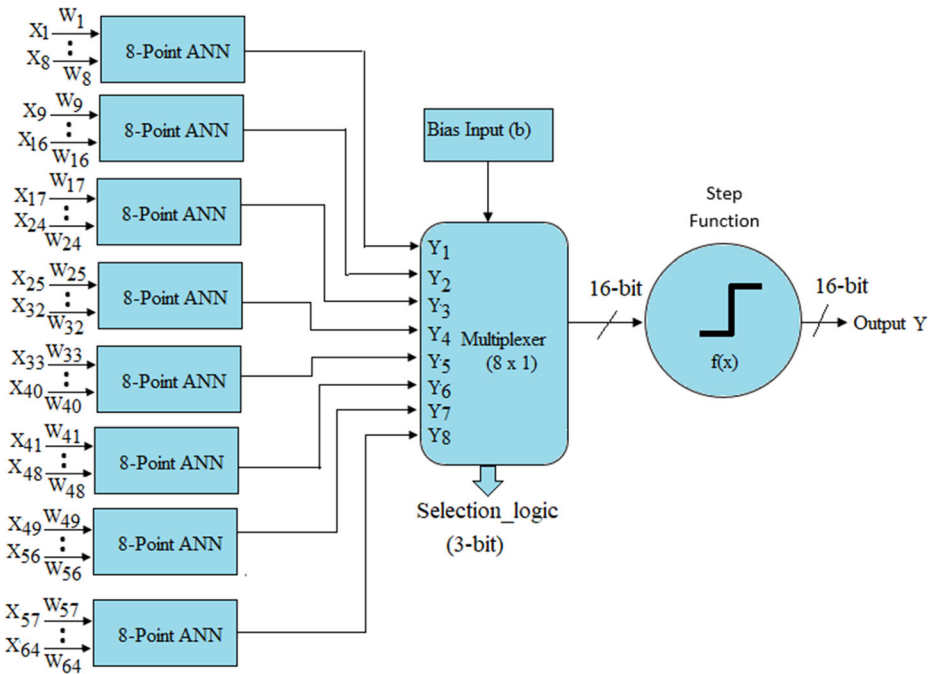 X1 W1
X8 W8
8-Point ANN
X9 W9
X16 W16
8-Point ANN
X17 W17
X24 W24
8-Point ANN
X25 W25
X32 W32
8-Point ANN
X33 W33
X40 W40
8-Point ANN
X41 W41
X48 W48
8-Point ANN
X49 W49
X56 W56
8-Point ANN
X57 W57
X64 W64
8-Point ANN
Bias Input (b)
Y1
Y2
Y3
Y4
Y5
Y6
Y7
Y8
Multiplexer
(8 x 1)
Selection_logic
(3-bit)
16-bit
Step
Function
f(x)
16-bit
Output Y